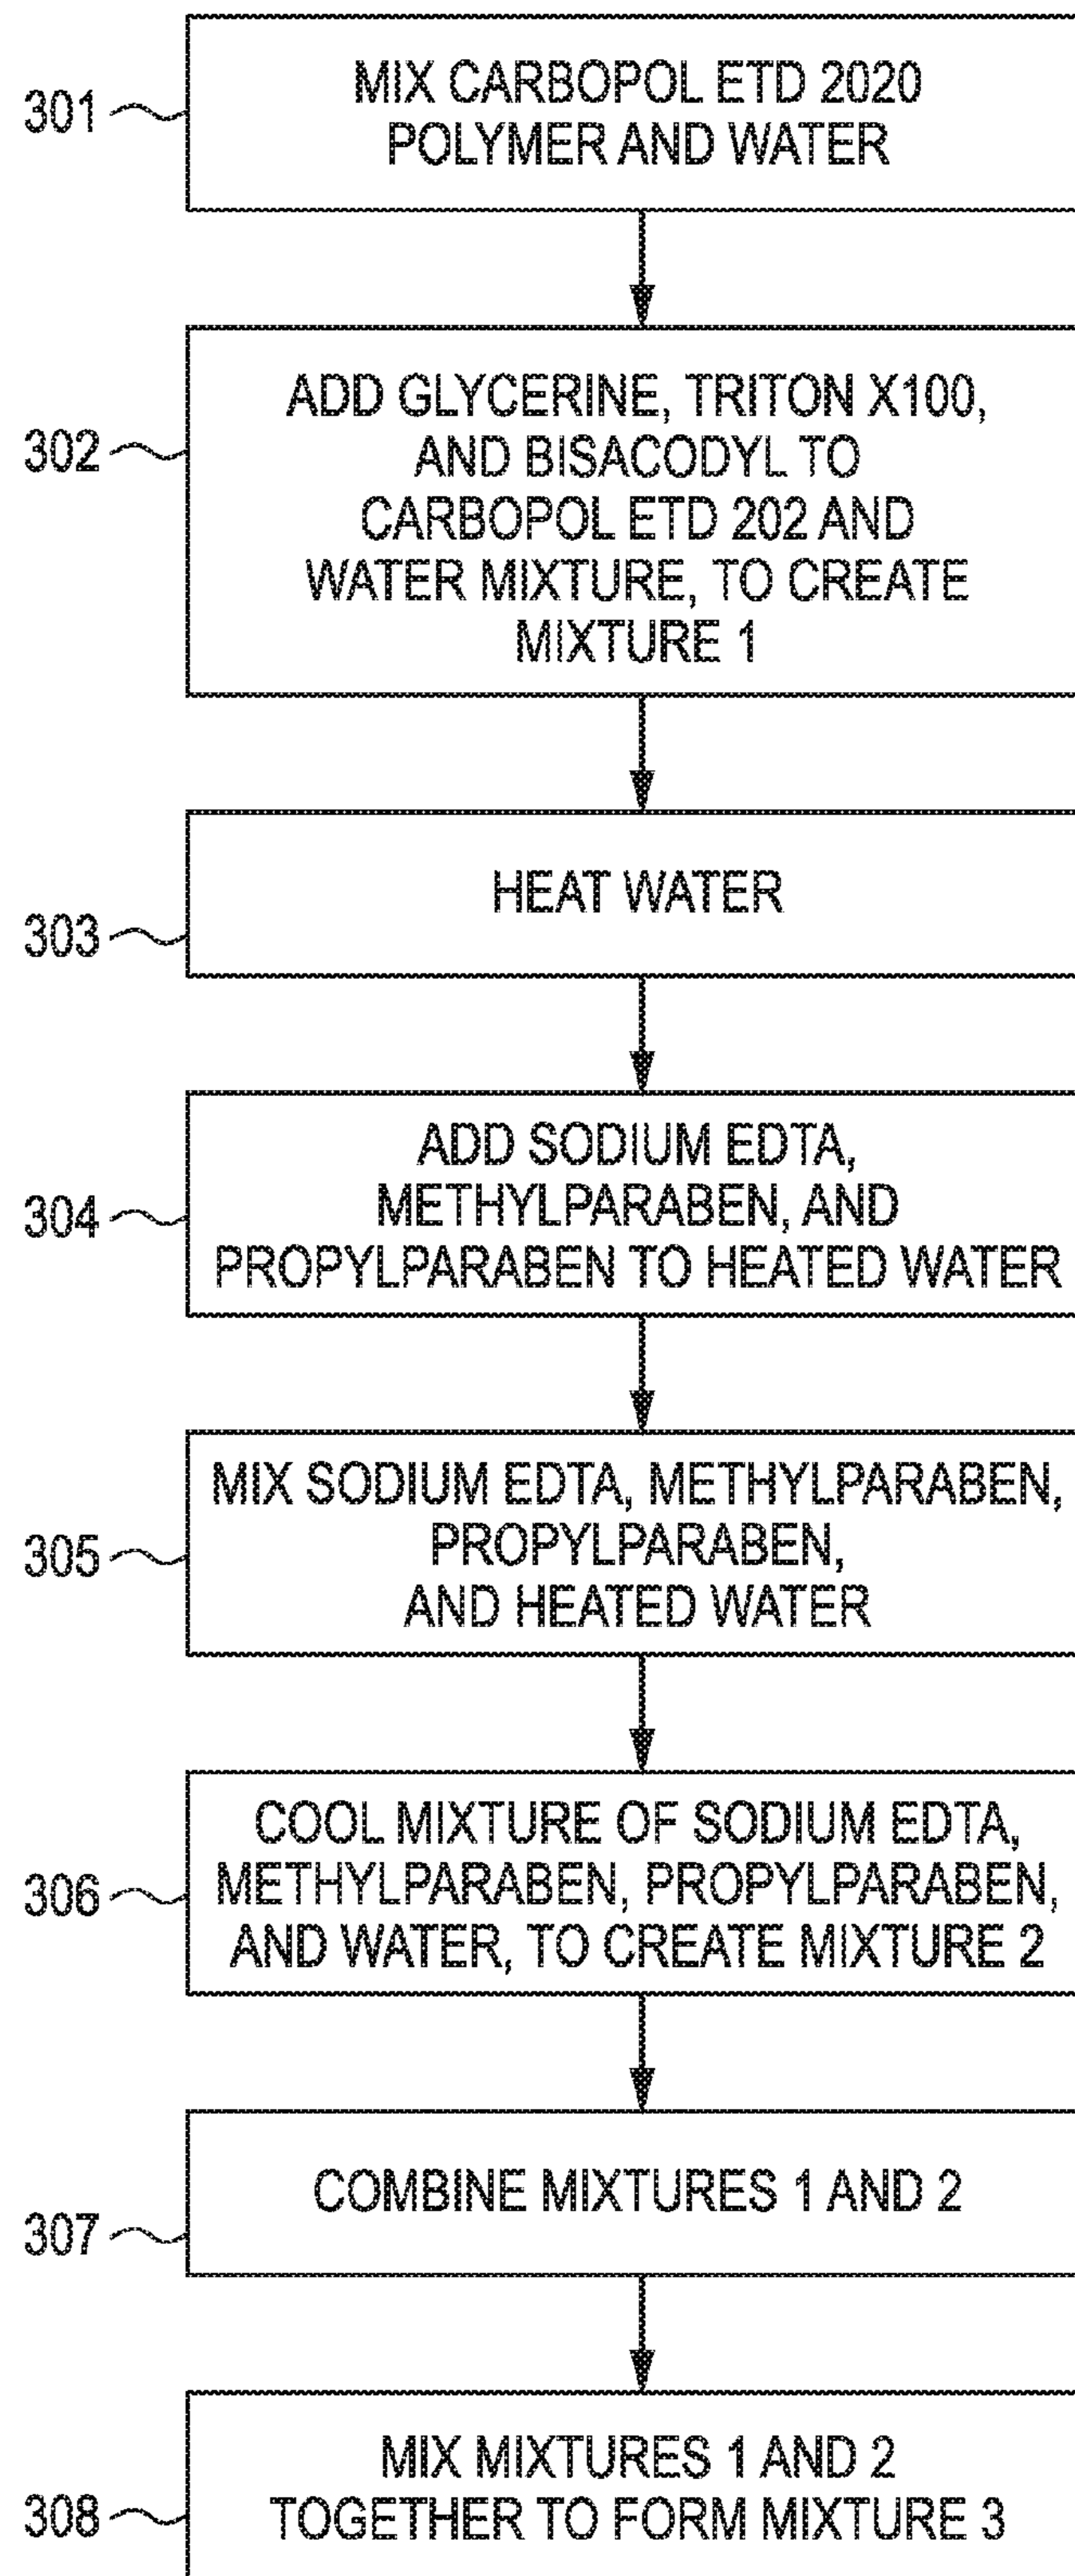 301
MIX CARBOPOL ETD 2020
POLYMER AND WATER
302
ADD GLYCERINE, TRITON X100,
AND BISACODYL TO
CARBOPOL ETD 202 AND
WATER MIXTURE, TO CREATE
MIXTURE 1
303
HEAT WATER
304
ADD SODIUM EDTA,
METHYLPARABEN, AND
PROPYLPARABEN TO HEATED WATER
305
MIX SODIUM EDTA, METHYLPARABEN,
PROPYLPARABEN,
AND HEATED WATER
306
COOL MIXTURE OF SODIUM EDTA,
METHYLPARABEN, PROPYLPARABEN,
AND WATER, TO CREATE MIXTURE 2
307
COMBINE MIXTURES 1 AND 2
308
MIX MIXTURES 1 AND 2
TOGETHER TO FORM MIXTURE 3